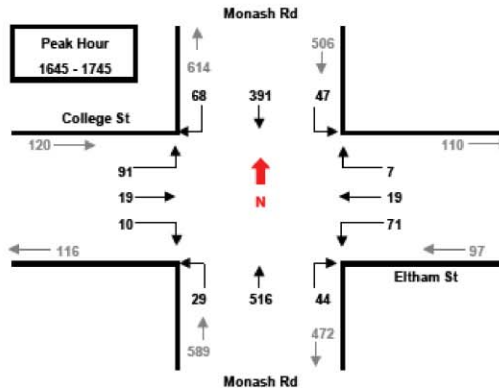 Monash Rd
Peak Hour
1645 - 1745
614
506
68
391
47
College St
120
110
91
7
19
N
19
10
71
116
97
Eltham St
29
516
44
589
472
Monash Rd